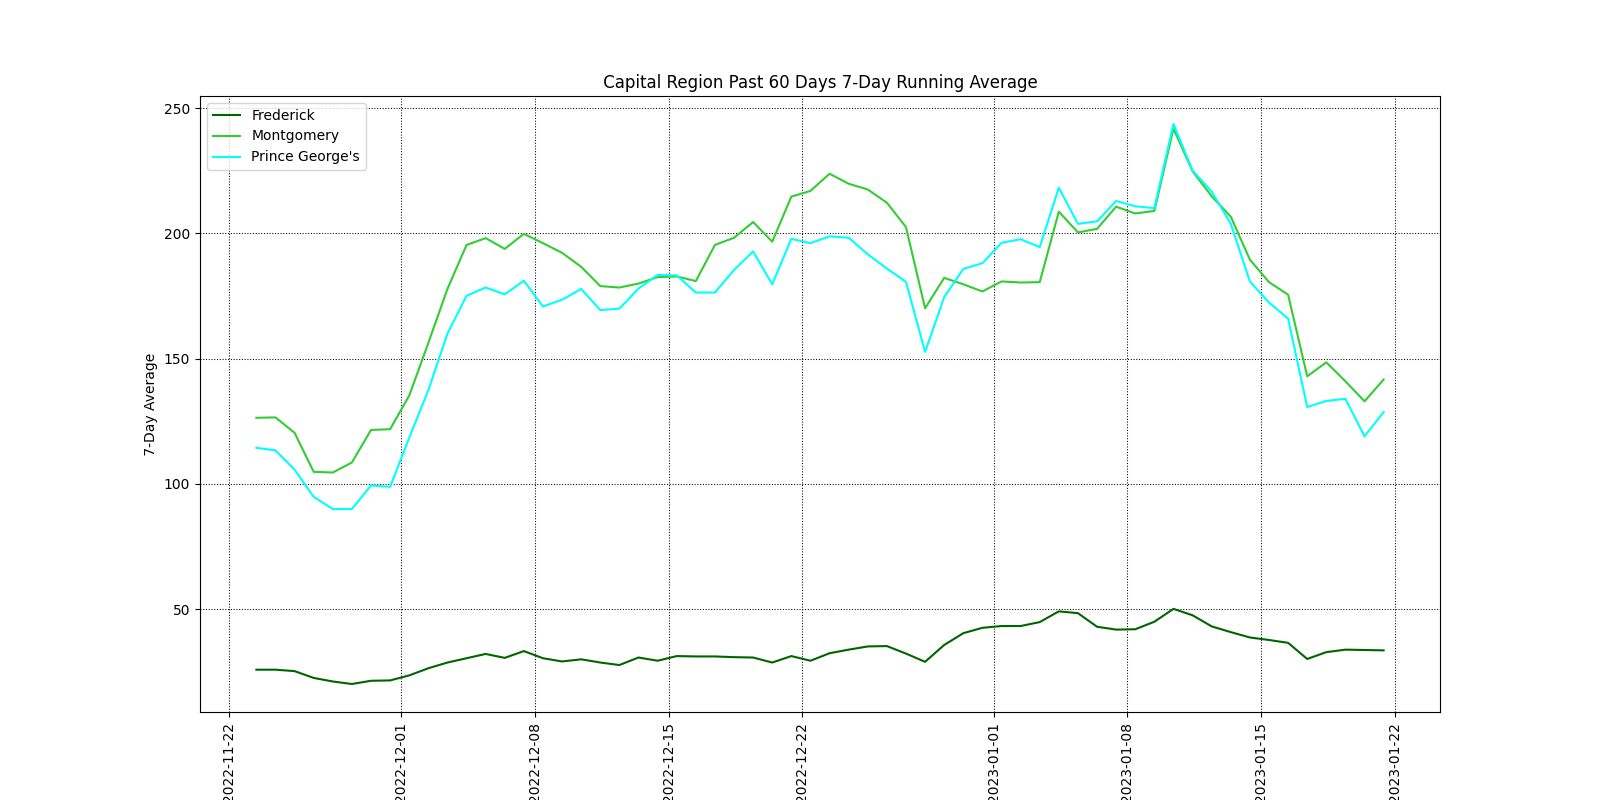 Capital Region Past 60 Days 7-Day Running Average
Frederick
Montgomery
Prince George's
7-Day Average
250
200
150
100
50
2022-11-22
2022-12-01
2022-12-08
2022-12-15
2022-12-22
2023-01-01
2023-01-08
2023-01-15
2023-01-22